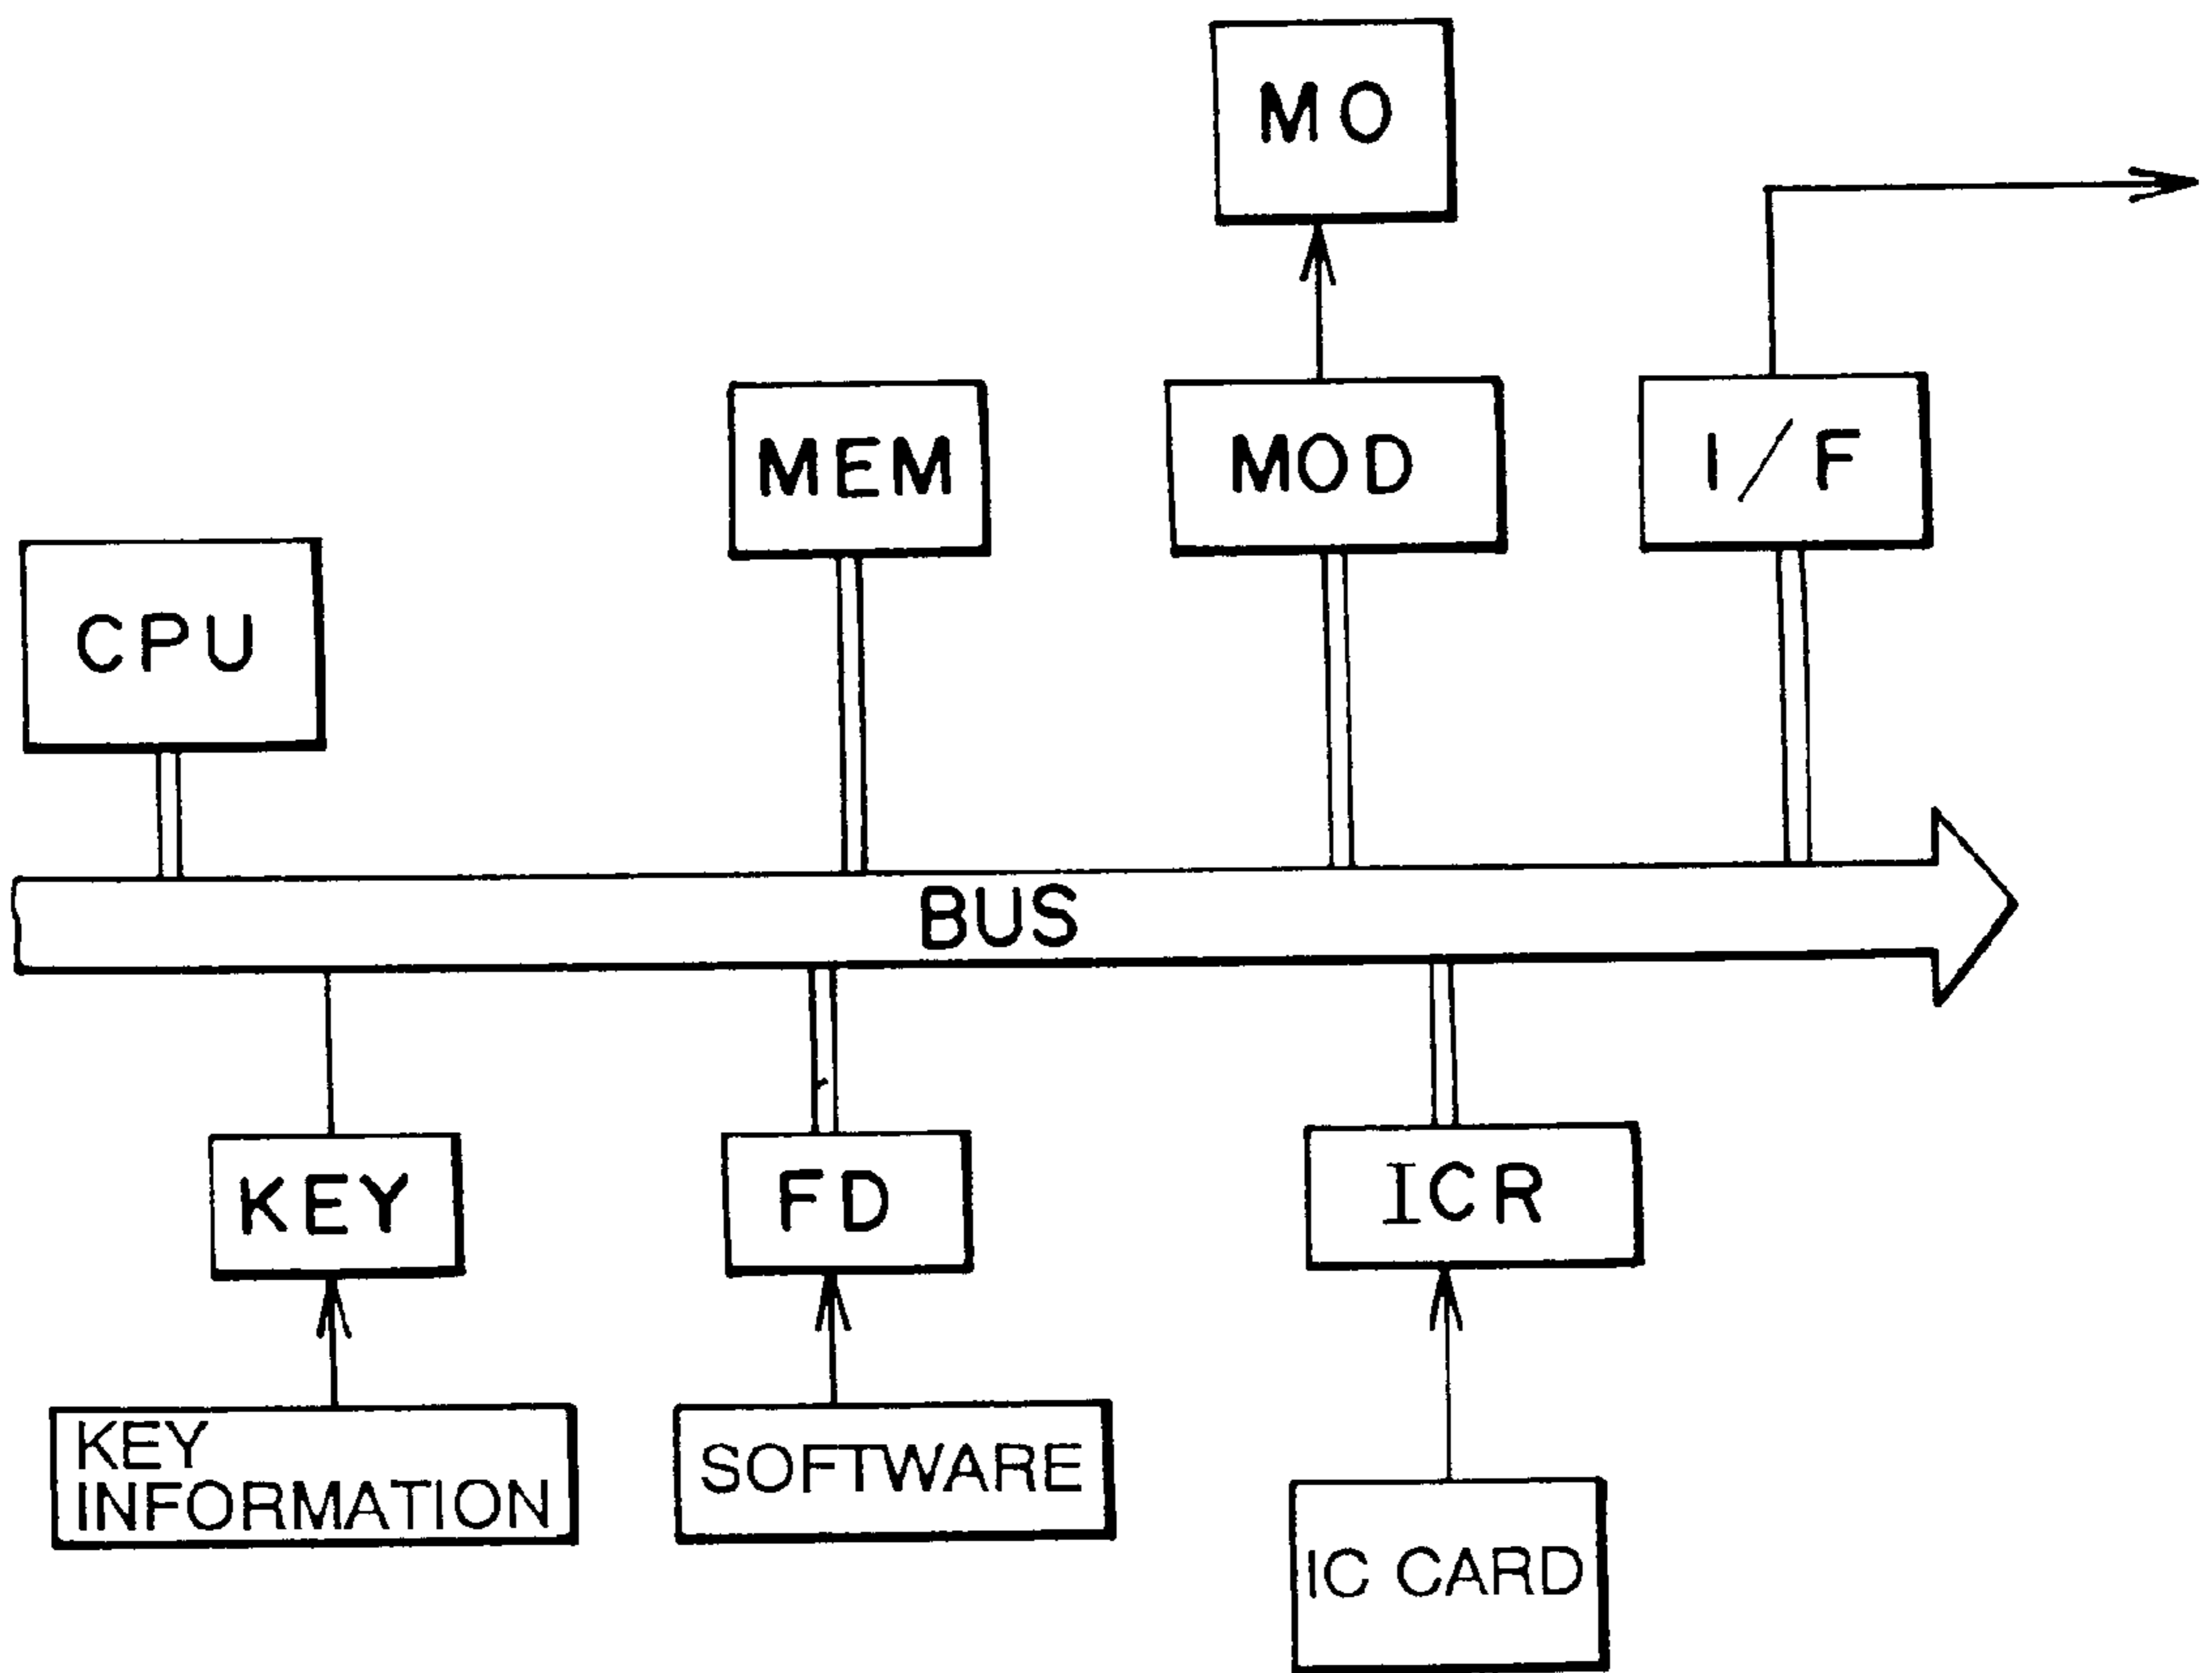 MO
MEM
MOD
I/F
CPU
BUS
KEY
FD
ICR
KEY
INFORMATION
SOFTWARE
IC CARD